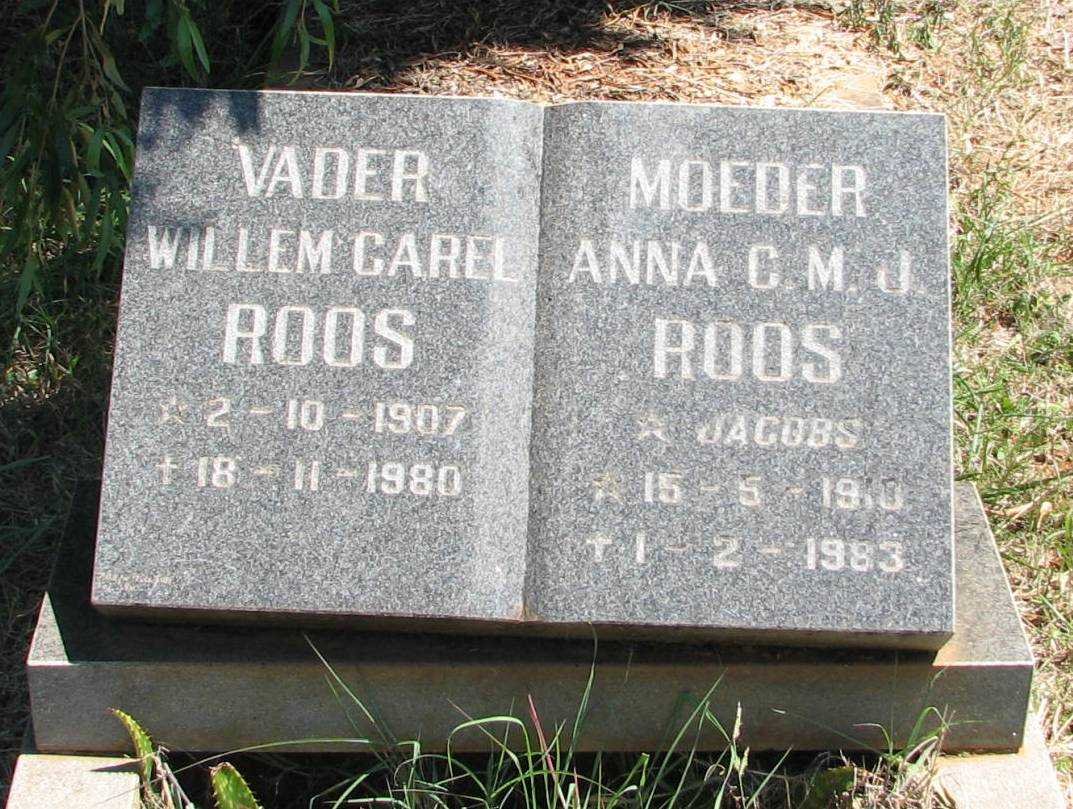 VADER
WILLEM CAREL
ROOS
☆ 2 - 10 - 1907
† 18 - 11 - 1980
MOEDER
ANNA C. M. J.
ROOS
☆ JACOBS
☆ 15 - 5 - 1910
† 1 - 2 - 1983